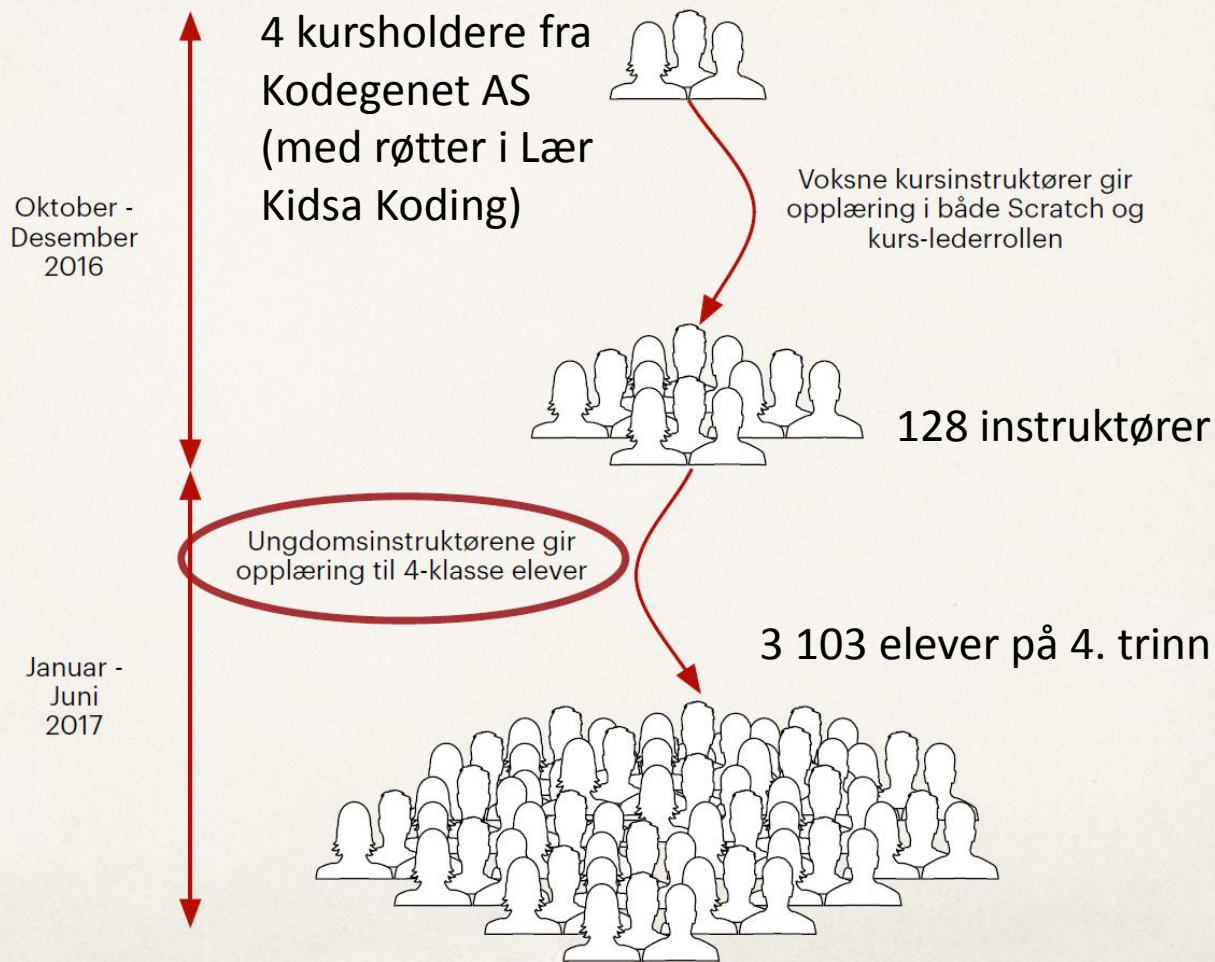 4 kursholdere fra
Kodegenet AS
(med røtter i Lær
Kidsa Koding)
Oktober -
Desember
2016
Voksne kursinstruktører gir
opplæring i både Scratch og
kurs-lederrollen
128 instruktører
Ungdomsinstruktørene gir
opplæring til 4-klasse elever
3 103 elever på 4. trinn
Januar -
Juni
2017